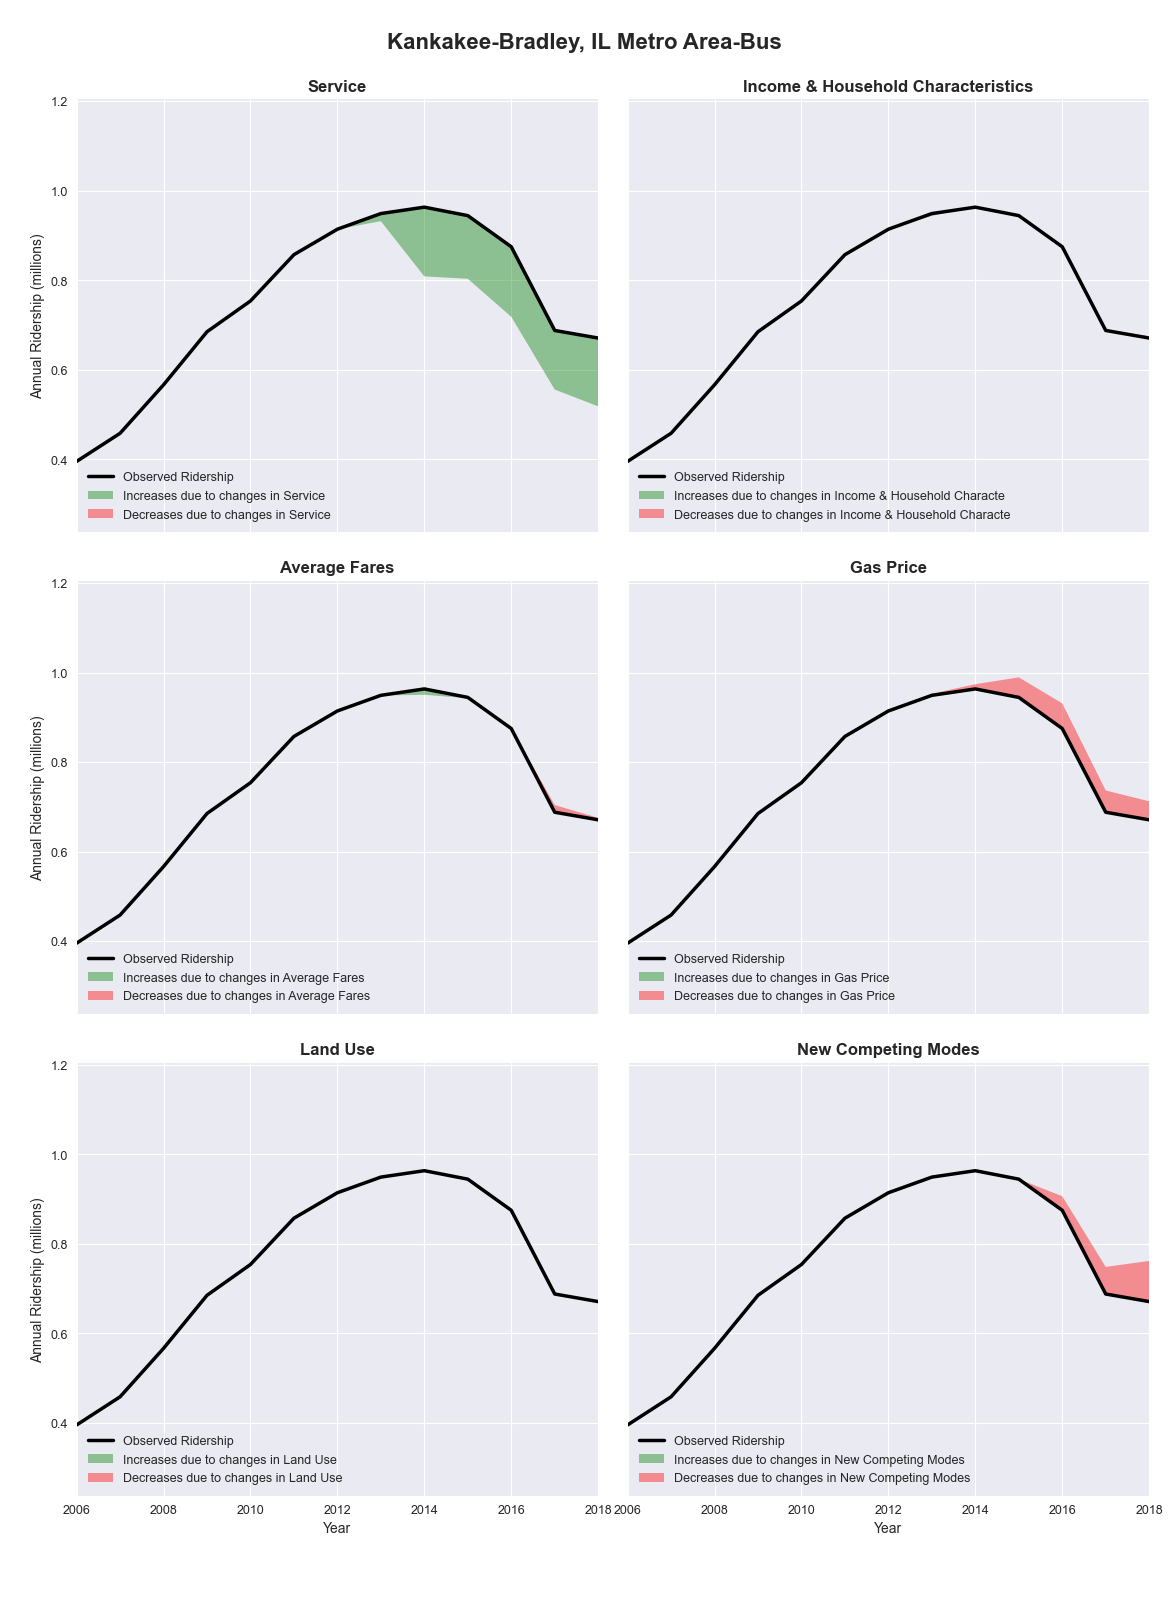 Kankakee-Bradley, IL Metro Area-Bus
Service
1.2
1.0
0.8
0.6
0.4
Annual Ridership (millions)
Observed Ridership
Increases due to changes in Service
Decreases due to changes in Service
Income & Household Characteristics
Observed Ridership
Increases due to changes in Income & Household Characte
Decreases due to changes in Income & Household Characte
Average Fares
1.2
1.0
0.8
0.6
0.4
Annual Ridership (millions)
Observed Ridership
Increases due to changes in Average Fares
Decreases due to changes in Average Fares
Gas Price
Observed Ridership
Increases due to changes in Gas Price
Decreases due to changes in Gas Price
Land Use
1.2
1.0
0.8
0.6
0.4
Annual Ridership (millions)
Observed Ridership
Increases due to changes in Land Use
Decreases due to changes in Land Use
2006 2008 2010 2012 2014 2016 2018
Year
New Competing Modes
Observed Ridership
Increases due to changes in New Competing Modes
Decreases due to changes in New Competing Modes
2006 2008 2010 2012 2014 2016 2018
Year